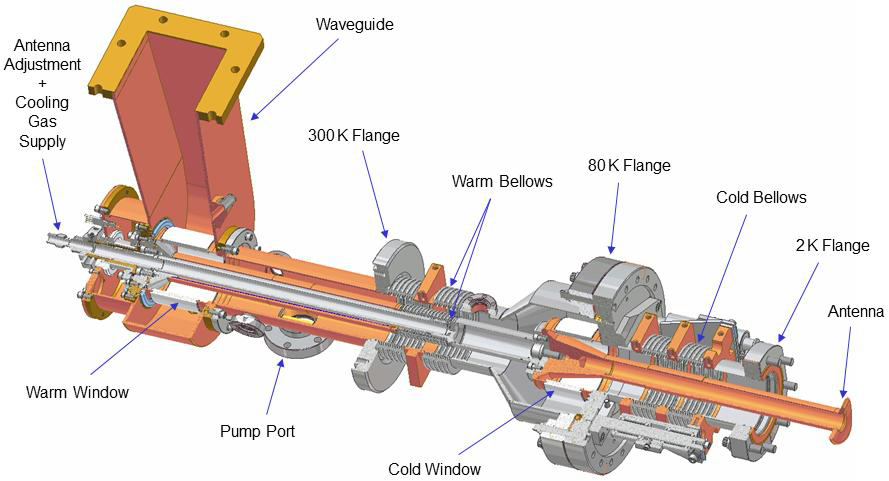 Waveguide
Antenna
Adjustment
+
Cooling
Gas
Supply
300 K Flange
80 K Flange
Warm Bellows
Cold Bellows
2 K Flange
Antenna
Warm Window
Pump Port
Cold Window